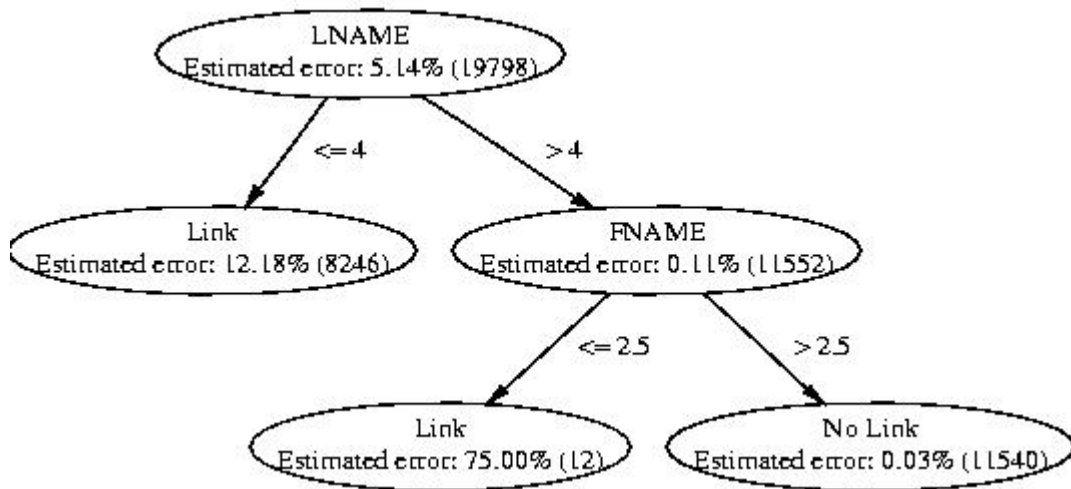 LNAME
Estimated error: 5.14% (19798)
<= 4
> 4
Link
Estimated error: 12.18% (8246)
FNAME
Estimated error: 0.11% (11552)
<= 2.5
> 2.5
Link
Estimated error: 75.00% (12)
No Link
Estimated error: 0.03% (11540)